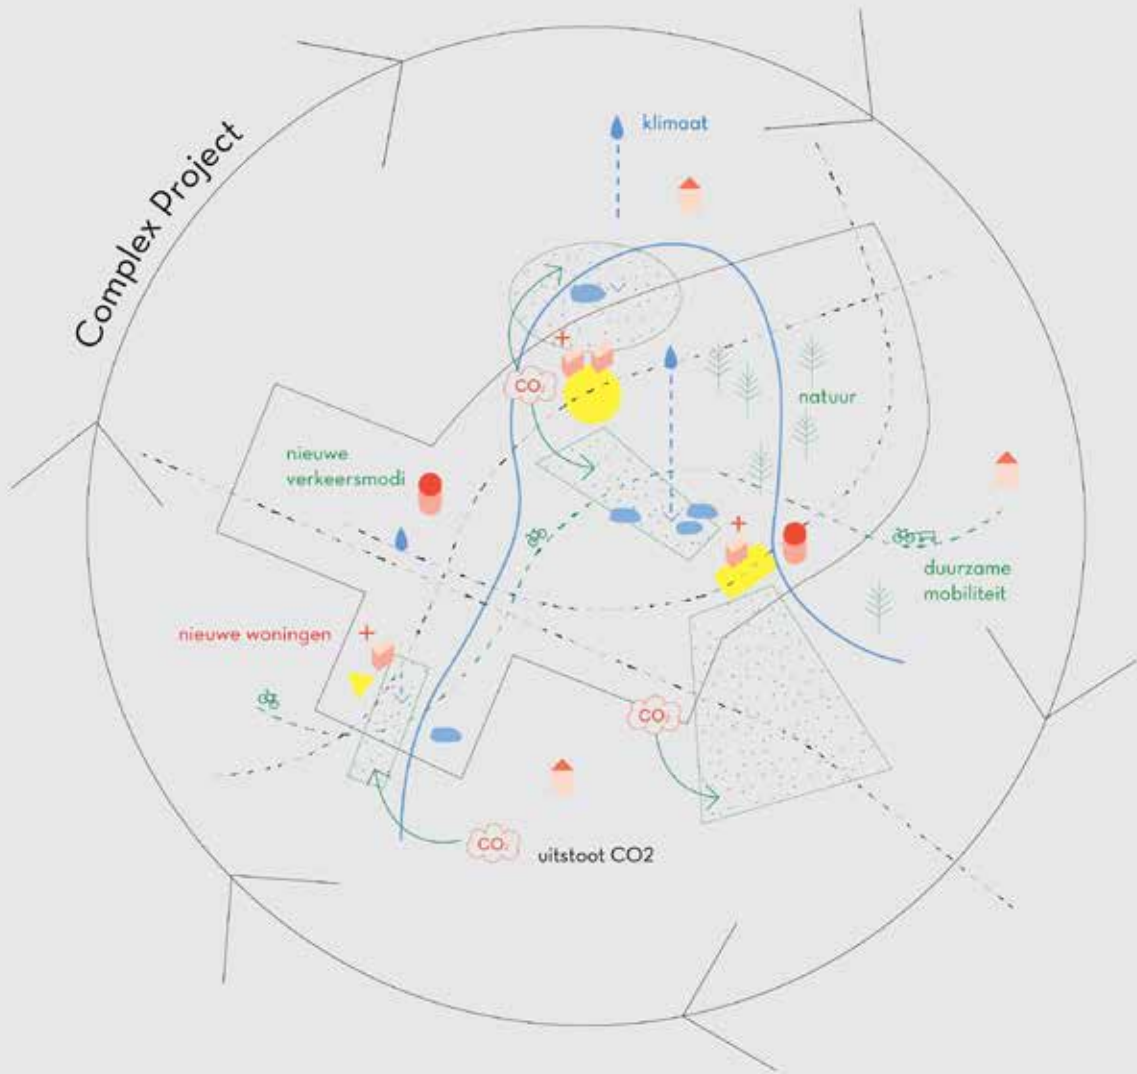 klimaat
Complex Project
CO₂
natuur
nieuwe
verkeersmodi
duurzame
mobiliteit
nieuwe woningen
CO₂
CO₂
uitstoot CO2